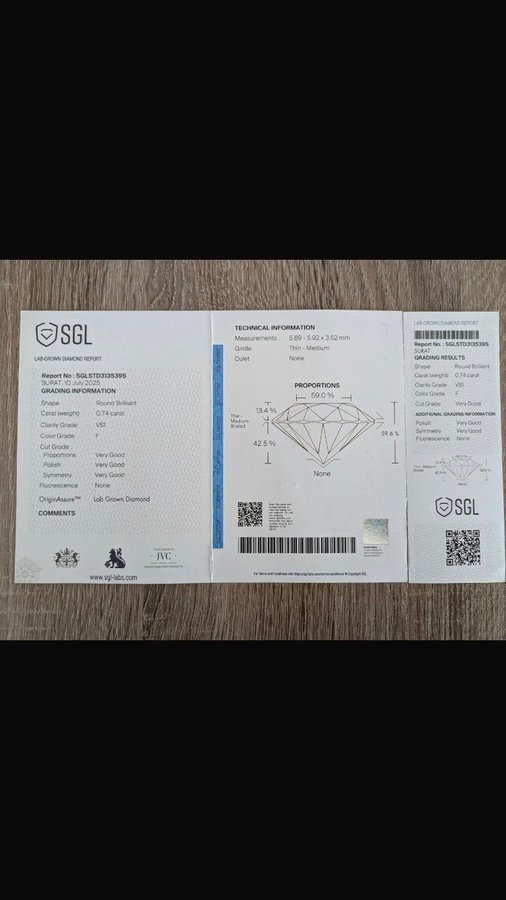 SGL
LAB-GROWN DIAMOND REPORT
Report No : SGLSTD313539S
SURAT, 10 July 2025
GRADING INFORMATION
Shape Round Brilliant
Carat (weight) 0.74 carat
Clarity Grade VS1
Color Grade F
Cut Grade
Proportions Very Good
Polish Very Good
Symmetry Very Good
Fluorescence None
OriginAssure™ Lab Grown Diamond
COMMENTS
JVC
www.sgl-labs.com
TECHNICAL INFORMATION
Measurements 5.89 - 5.92 x 3.52 mm
Girdle Thin - Medium
Culet None
PROPORTIONS
59.0 %
13.4 %
Thin -
Medium
42.5 %
59.6 %
None
LAB-GROWN DIAMOND REPORT
Report No. : SGLSTD313539S
SURAT
GRADING RESULTS
Shape Round Brilliant
Carat (weight) 0.74 carat
Clarity Grade VS1
Color Grade F
Cut Grade Very Good
ADDITIONAL GRADING INFORMATION
Polish Very Good
Symmetry Very Good
Fluorescence None
None
SGL